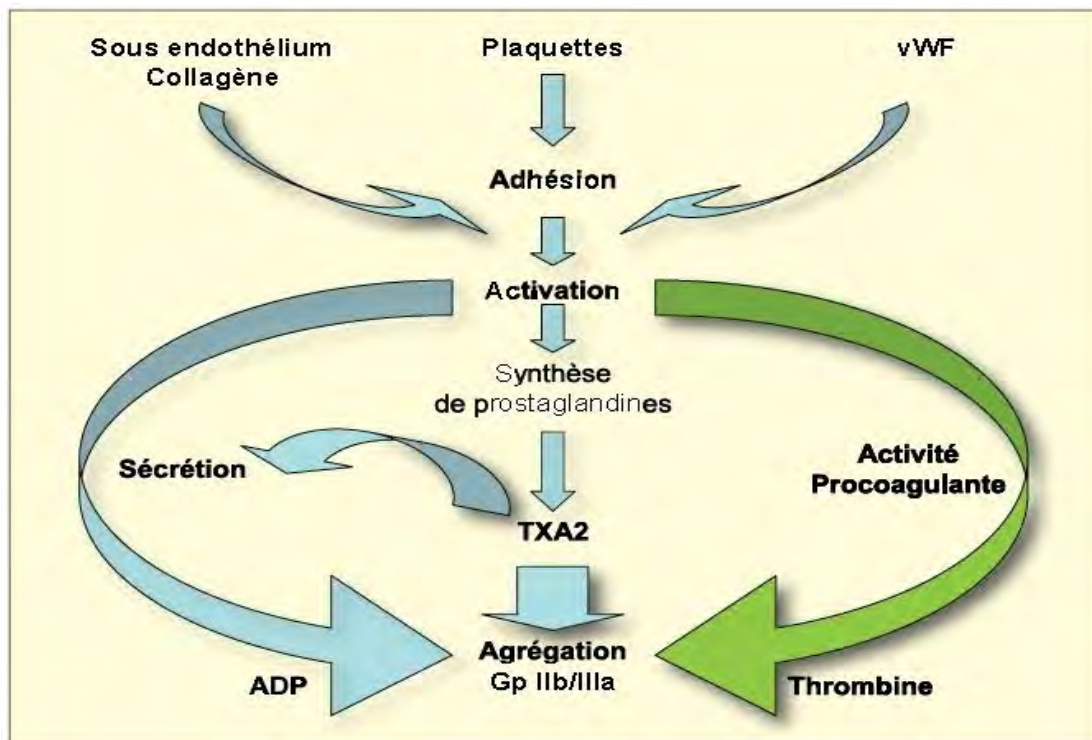 Sous endothélium
Collagène
Plaquettes
vWF
Adhésion
Activation
Synthèse
de prostaglandines
Sécrétion
Activité
Procoagulante
TXA2
Agrégation
Gp IIb/IIIa
ADP
Thrombine